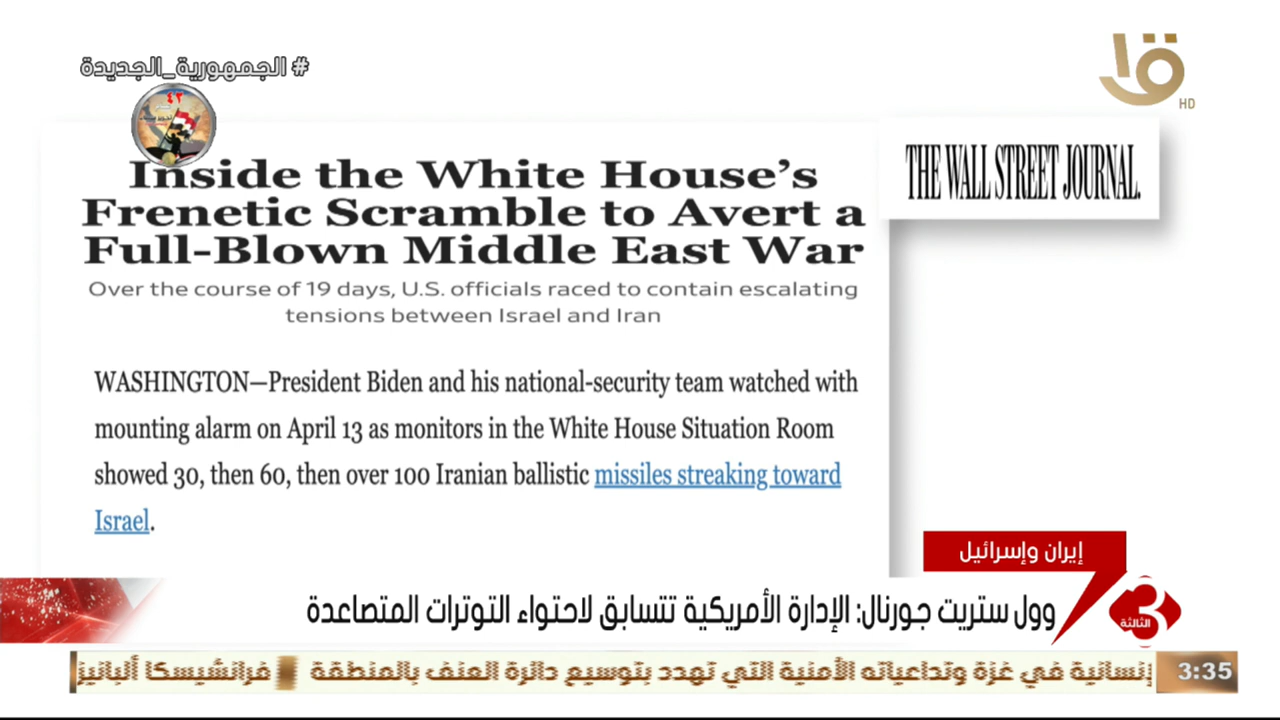 # الجمهورية_الجديدة
HD
THE WALL STREET JOURNAL.
Inside the White House's
Frenetic Scramble to Avert a
Full-Blown Middle East War
Over the course of 19 days, U.S. officials raced to contain escalating
tensions between Israel and Iran
WASHINGTON—President Biden and his national-security team watched with
mounting alarm on April 13 as monitors in the White House Situation Room
showed 30, then 60, then over 100 Iranian ballistic missiles streaking toward
Israel.
إيران وإسرائيل
وول ستريت جورنال: الإدارة الأمريكية تتسابق لاحتواء التوترات المتصاعدة
3 الثالثة
إنسانية في غزة وتداعياته الأمنية التي تهدد بتوسيع دائرة العنف بالمنطقة فرانشيسكا ألبانيز
3:35